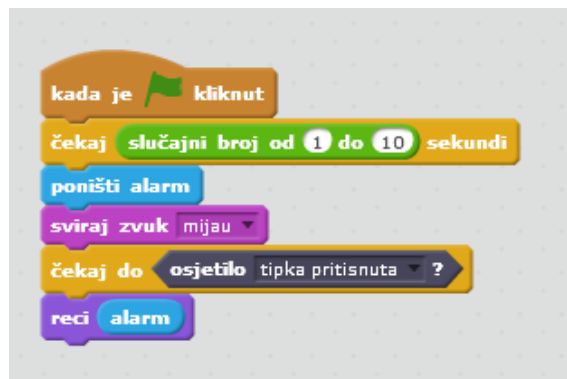 kada je kliknut
čekaj slučajni broj od 1 do 10 sekundi
poništi alarm
sviraj zvuk mijau
čekaj do osjetilo tipka pritisnuta ?
reci alarm